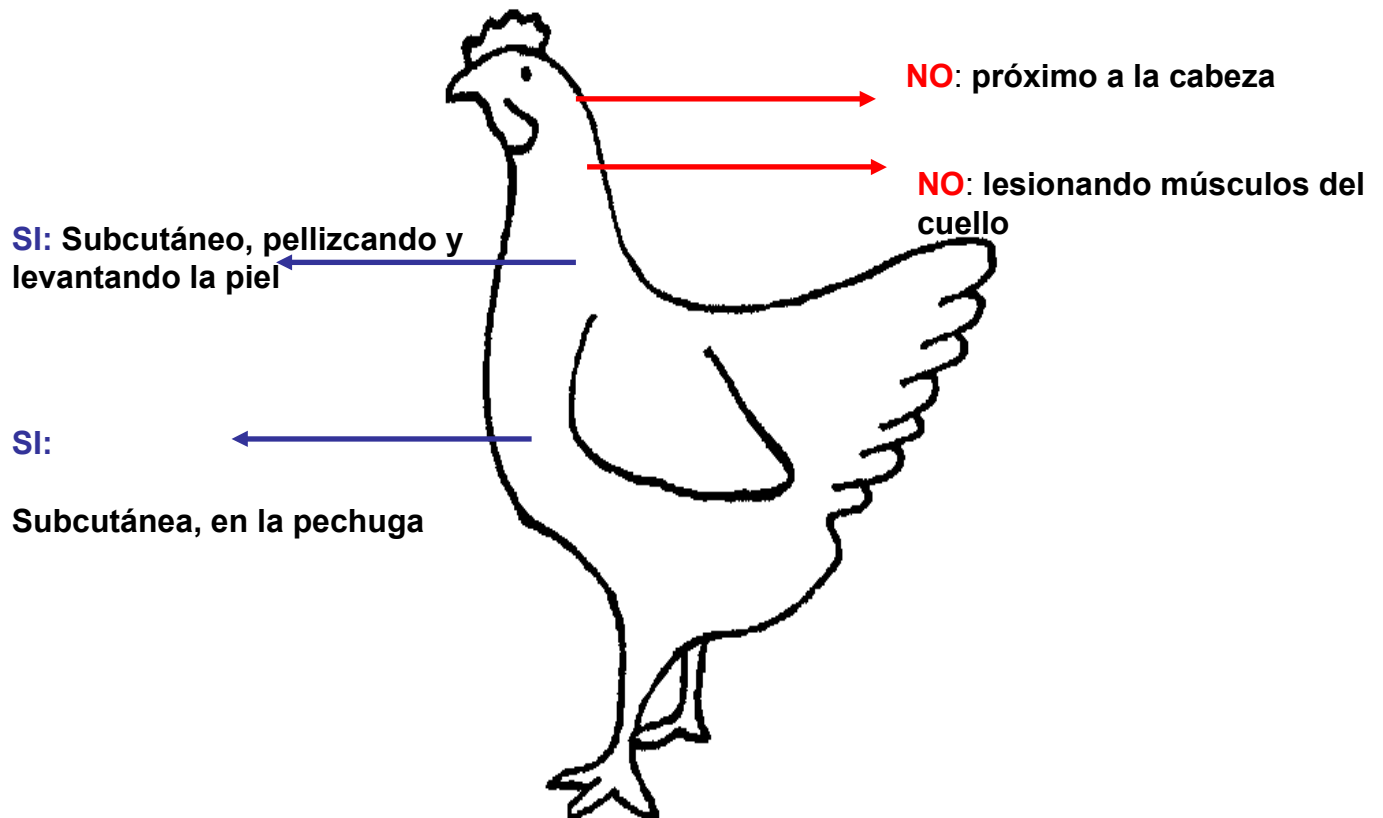 NO: próximo a la cabeza
NO: lesionando músculos del
cuello
SI: Subcutáneo, pellizcando y
levantando la piel
SI:
Subcutánea, en la pechuga